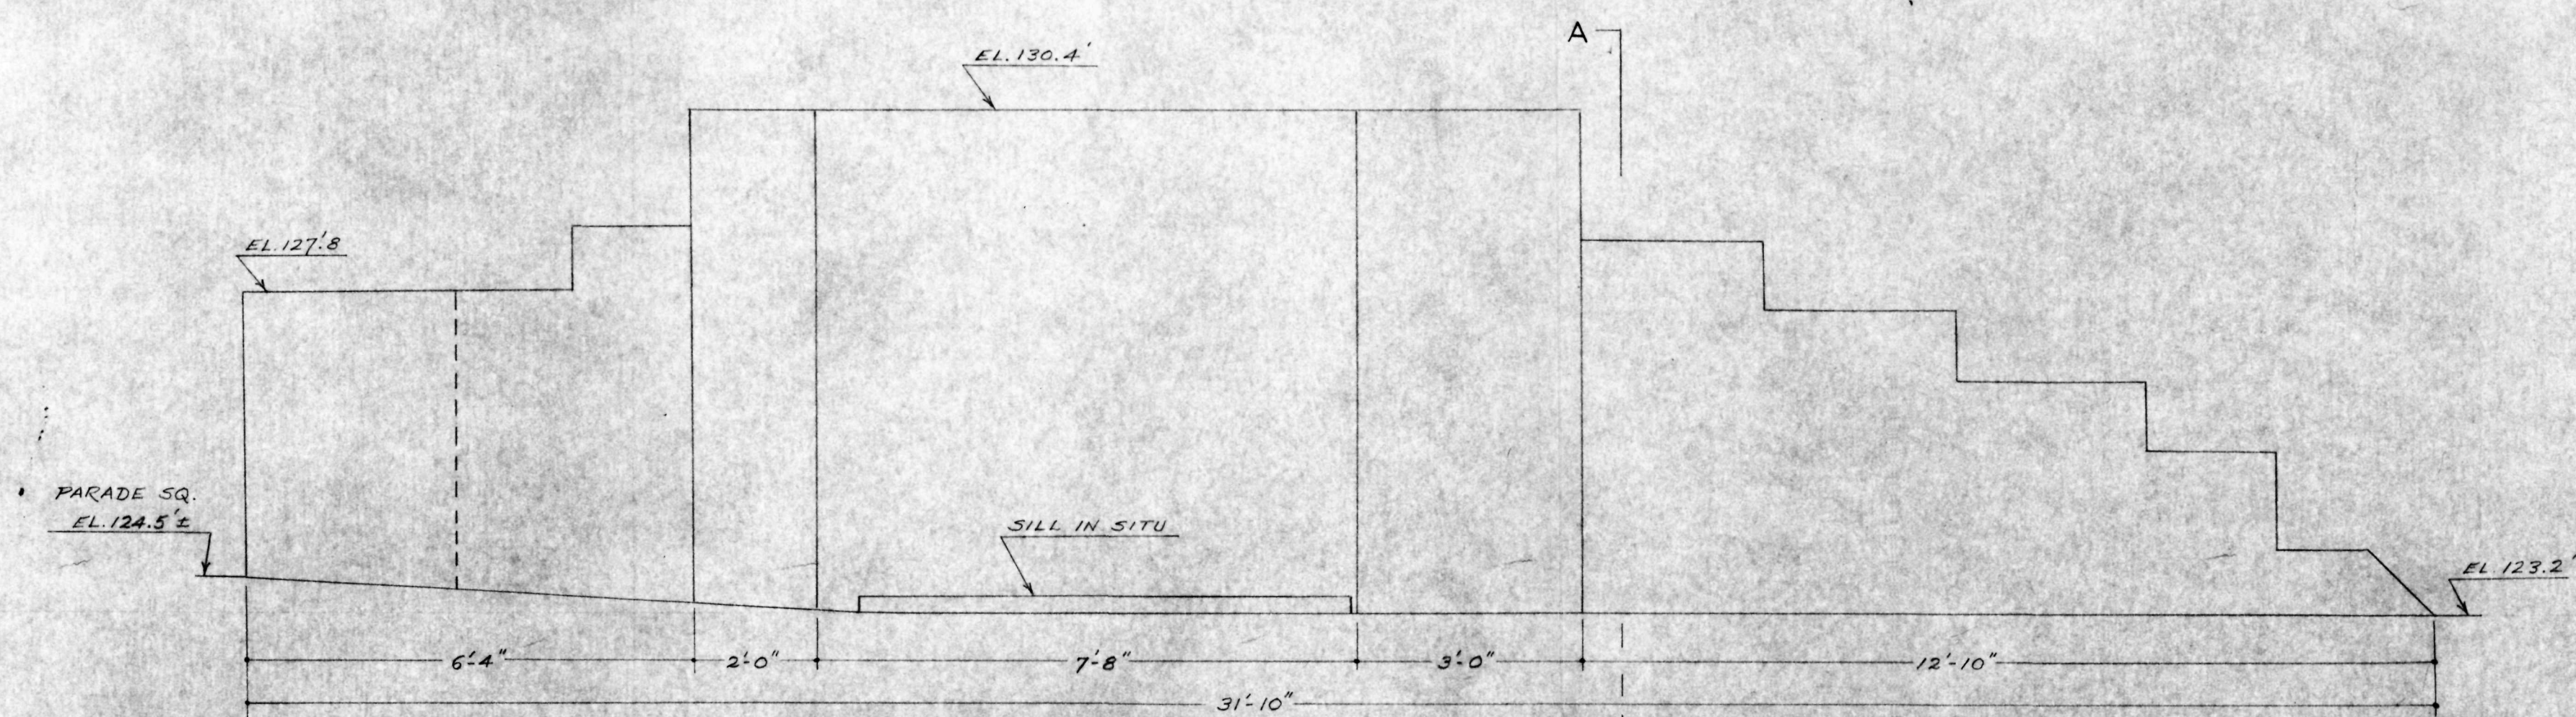 A
EL. 130.4'
EL. 127'.8
PARADE SQ.
EL. 124.5'±
SILL IN SITU
EL 123.2'
6'-4"
2'-0"
7'-8"
3'-0"
12'-10"
31'-10"